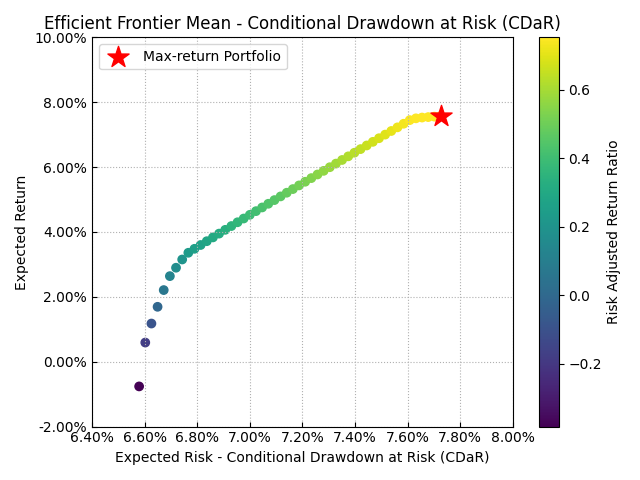 Efficient Frontier Mean - Conditional Drawdown at Risk (CDaR)
10.00%
8.00%
6.00%
4.00%
2.00%
0.00%
-2.00%
Expected Return
Max-return Portfolio
6.40% 6.60% 6.80% 7.00% 7.20% 7.40% 7.60% 7.80% 8.00%
Expected Risk - Conditional Drawdown at Risk (CDaR)
0.6
0.4
0.2
0.0
−0.2
Risk Adjusted Return Ratio